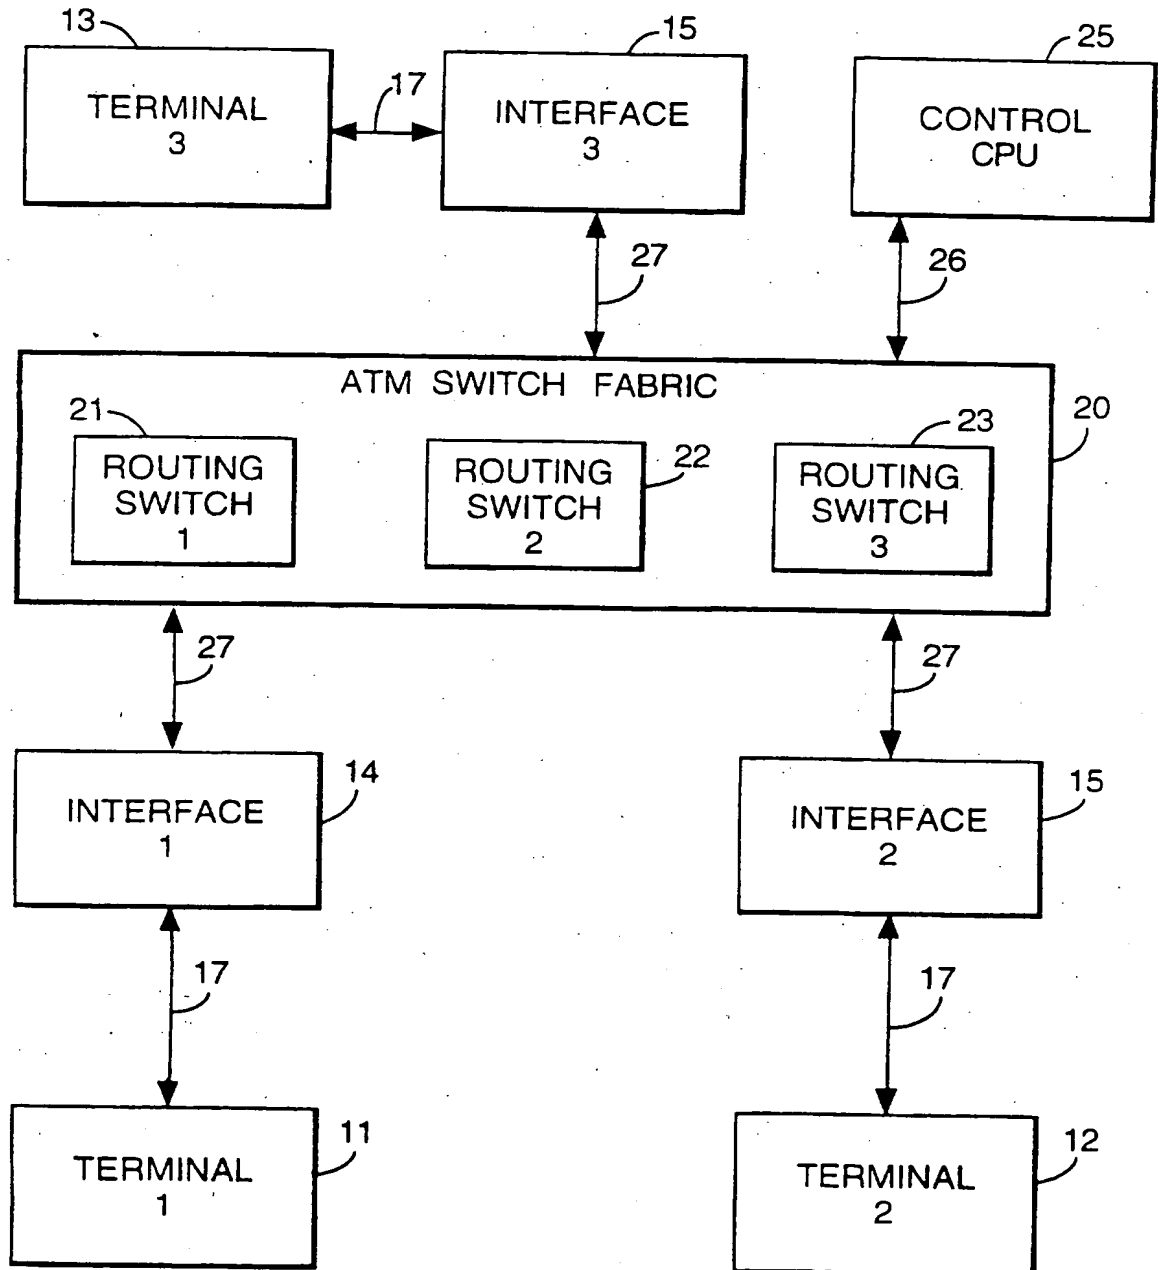 13
15
25
TERMINAL
3
17
INTERFACE
3
CONTROL
CPU
27
26
ATM SWITCH FABRIC
20
21
ROUTING
SWITCH
1
22
ROUTING
SWITCH
2
23
ROUTING
SWITCH
3
27
27
14
INTERFACE
1
15
INTERFACE
2
17
17
11
TERMINAL
1
12
TERMINAL
2